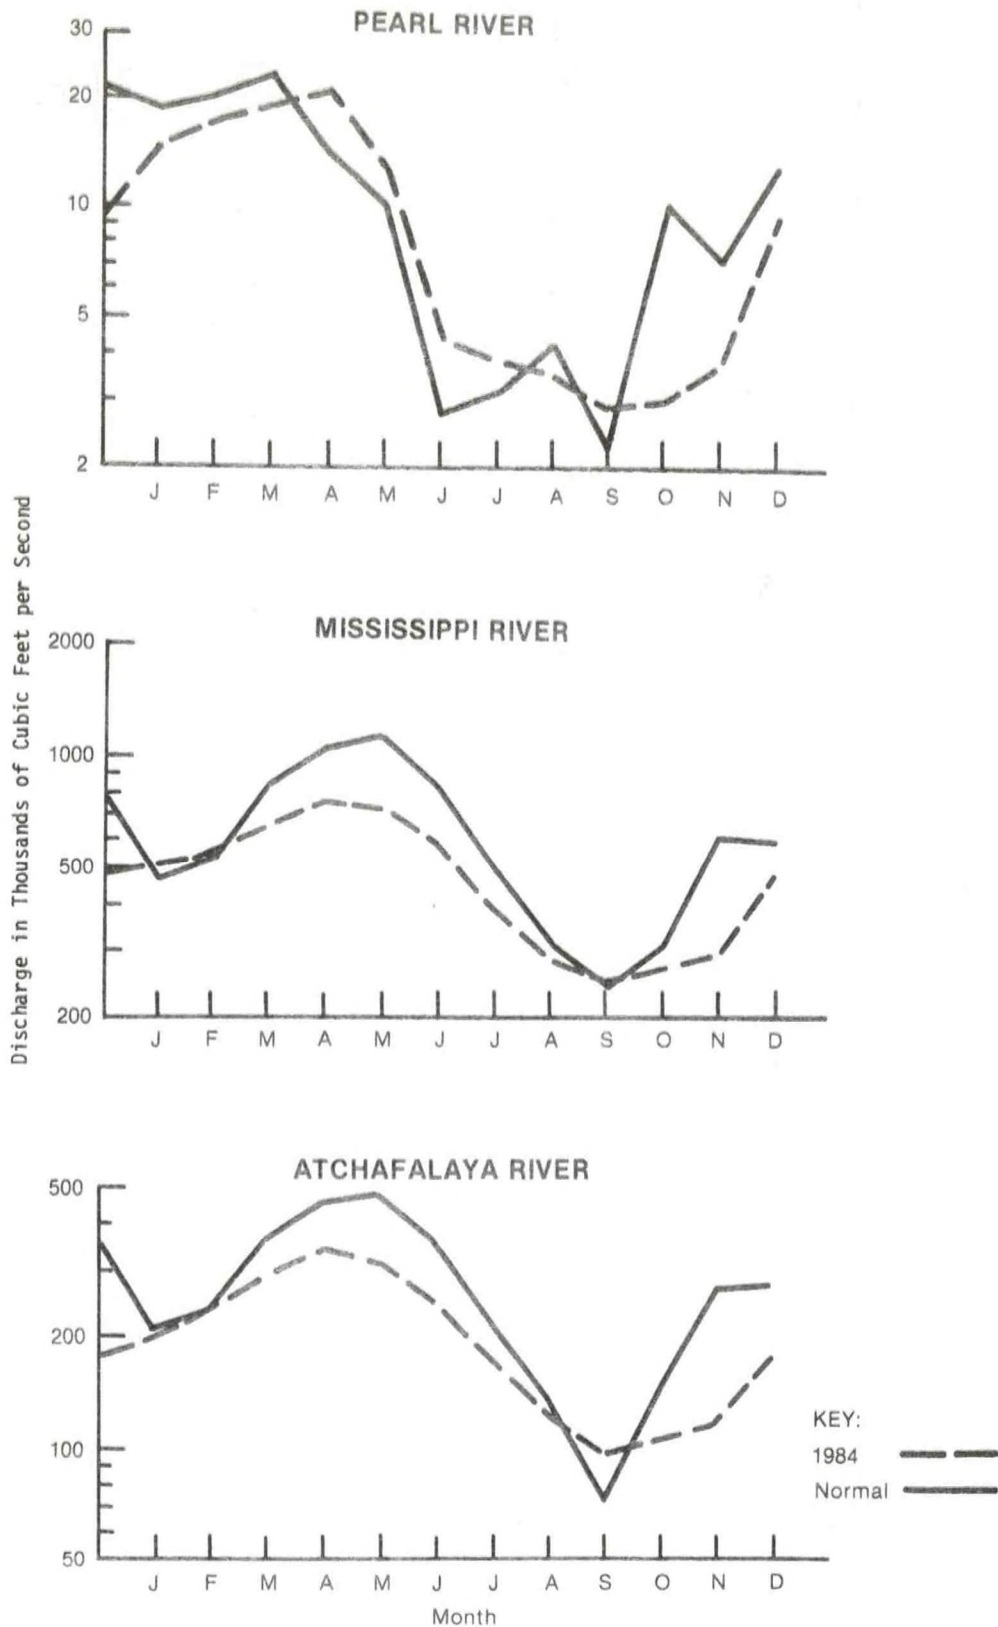 PEARL RIVER
30
20
10
5
2
J F M A M J J A S O N D
Discharge in Thousands of Cubic Feet per Second
MISSISSIPPI RIVER
2000
1000
500
200
J F M A M J J A S O N D
ATCHAFALAYA RIVER
500
200
100
50
J F M A M J J A S O N D
Month
KEY:
1984
Normal